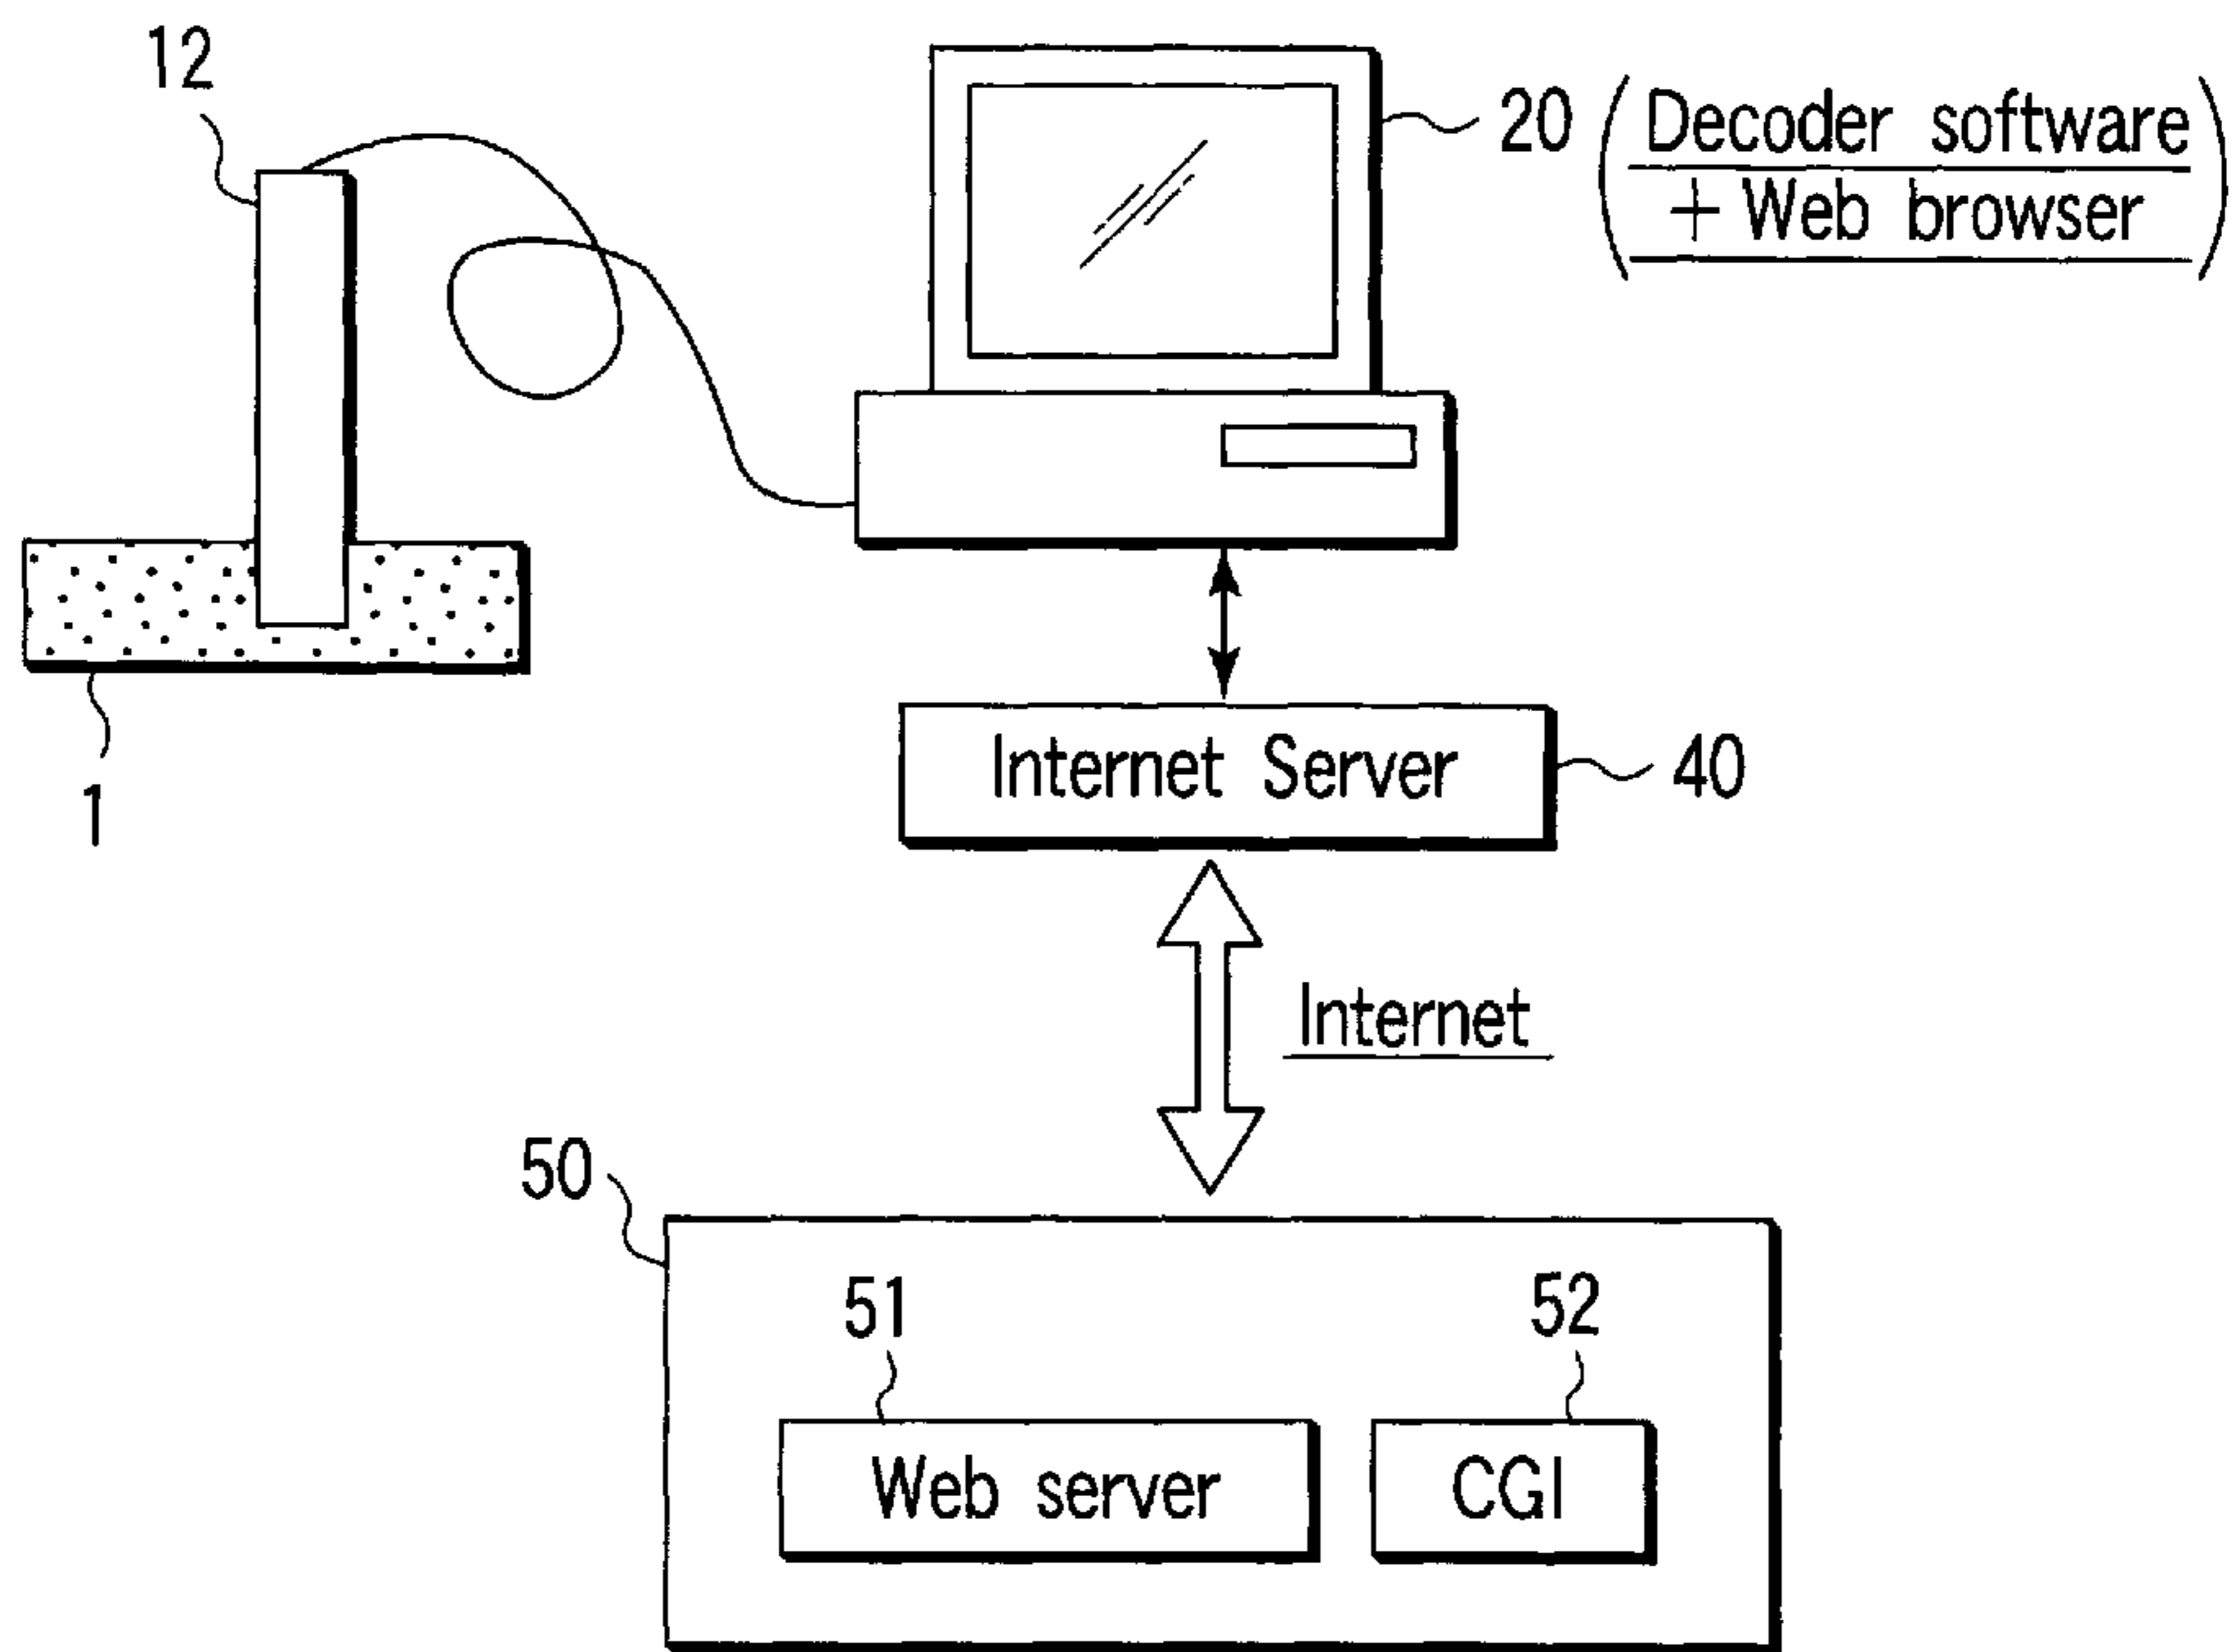 12
20 (Decoder software
+ Web browser)
1
Internet Server
40
Internet
50
51
52
Web server
CGI